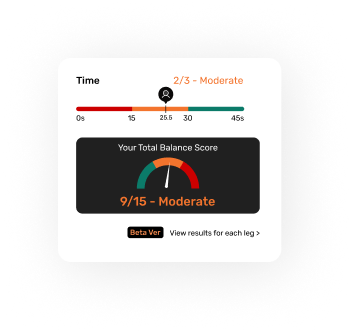 Time 2/3 - Moderate
0s 15 25.5 30 45s
Your Total Balance Score
9/15 - Moderate
Beta Ver View results for each leg >